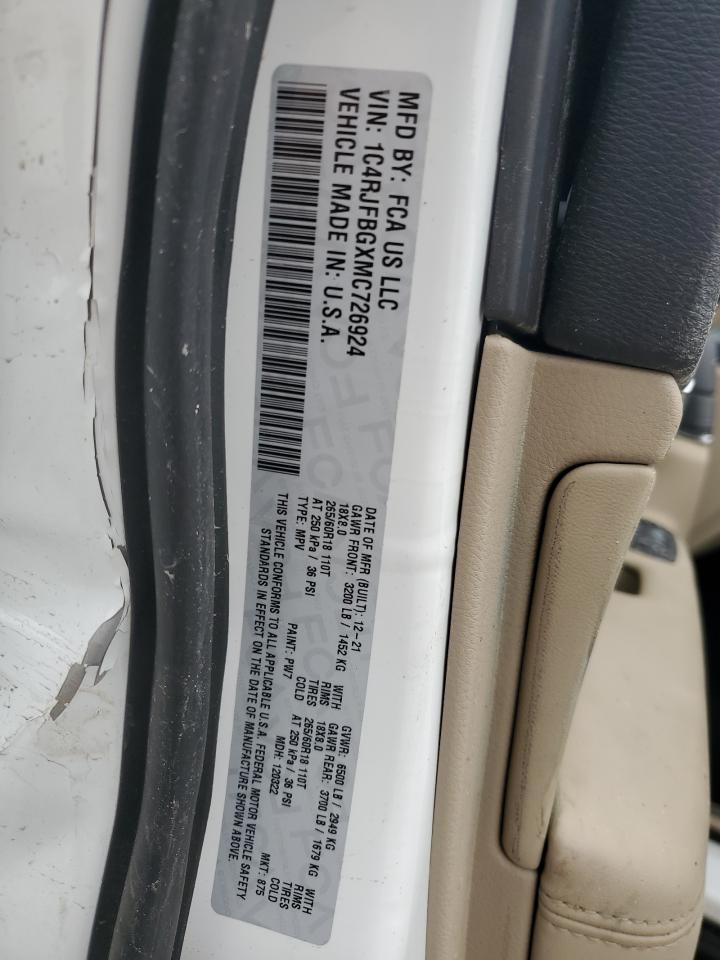 MFD BY: FCA US LLC
VIN: 1C4RJFBGXMC726924
VEHICLE MADE IN: U.S.A.
DATE OF MFR (BUILT): 12-21 GVWR: 6500 LB / 2949 KG
GAWR FRONT: 3200 LB / 1452 KG WITH GAWR REAR: 3700 LB / 1679 KG WITH
18X8.0 RIMS 18X8.0 RIMS
265/60R18 110T TIRES 265/60R18 110T TIRES
AT 250 kPa / 36 PSI COLD AT 250 kPa / 36 PSI COLD
TYPE: MPV PAINT: PW7 MDH: 120322 MKT: 875
THIS VEHICLE CONFORMS TO ALL APPLICABLE U.S.A. FEDERAL MOTOR VEHICLE SAFETY
STANDARDS IN EFFECT ON THE DATE OF MANUFACTURE SHOWN ABOVE.